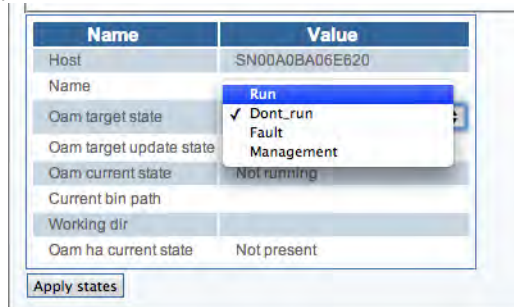 Name Value
Host SN00A0BA06E620
Name
Run
Oam target state ✓ Dont_run
Fault
Oam target update state Management
Oam current state Not running
Current bin path
Working dir
Oam ha current state Not present
Apply states